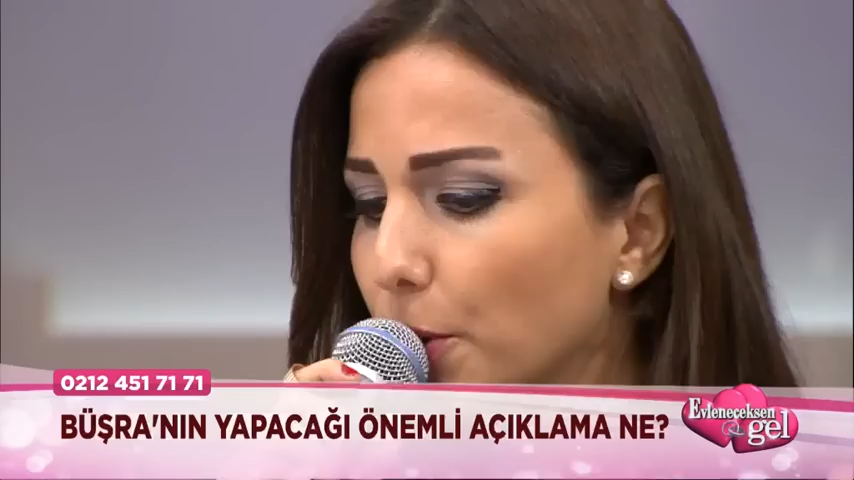 0212 451 71 71
BÜŞRA'NIN YAPACAĞI ÖNEMLİ AÇIKLAMA NE?
Evleneceksen
gel